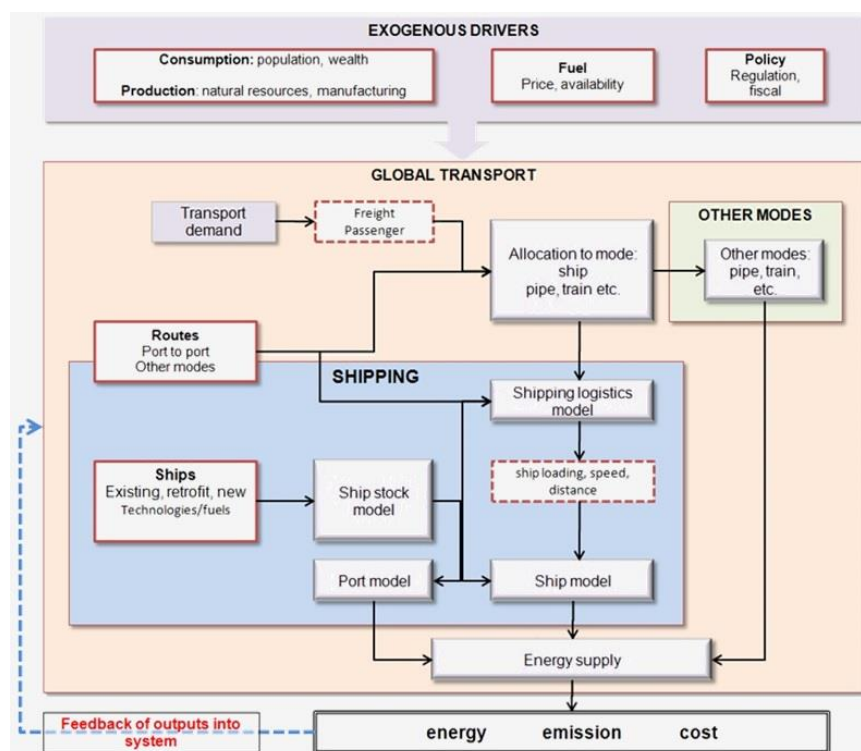 EXOGENOUS DRIVERS
Consumption: population, wealth
Production: natural resources, manufacturing
Fuel
Price, availability
Policy
Regulation,
fiscal
GLOBAL TRANSPORT
Transport
demand
Freight
Passenger
Allocation to mode:
ship
pipe, train etc.
OTHER MODES
Other modes:
pipe, train,
etc.
Routes
Port to port
Other modes
SHIPPING
Shipping logistics
model
Ships
Existing, retrofit, new
Technologies/fuels
Ship stock
model
ship loading, speed,
distance
Port model
Ship model
Energy supply
Feedback of outputs into
system
energy emission cost